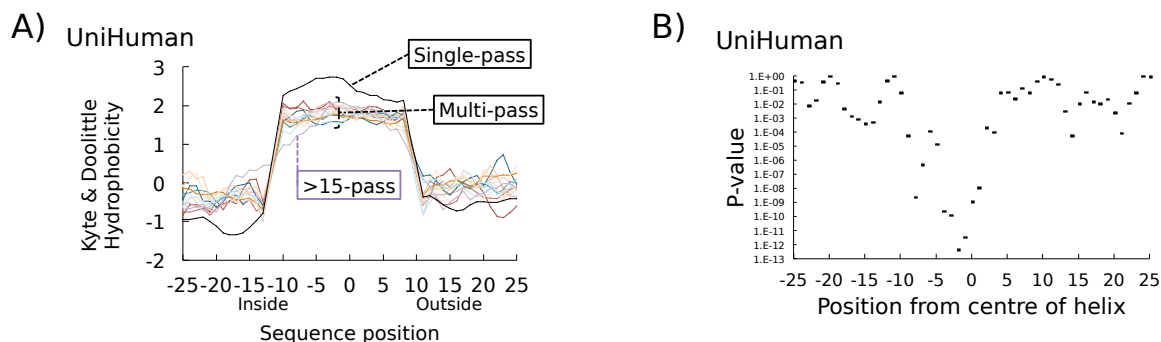 A)
UniHuman
Kyte & Doolittle
Hydrophobicity
3
2
1
0
-1
-2
Single-pass
Multi-pass
>15-pass
-25 -20 -15 -10 -5 0 5 10 15 20 25
Inside Outside
Sequence position
B)
UniHuman
P-value
1.E+00
1.E-01
1.E-02
1.E-03
1.E-04
1.E-05
1.E-06
1.E-07
1.E-08
1.E-09
1.E-10
1.E-11
1.E-12
1.E-13
-25 -20 -15 -10 -5 0 5 10 15 20 25
Position from centre of helix